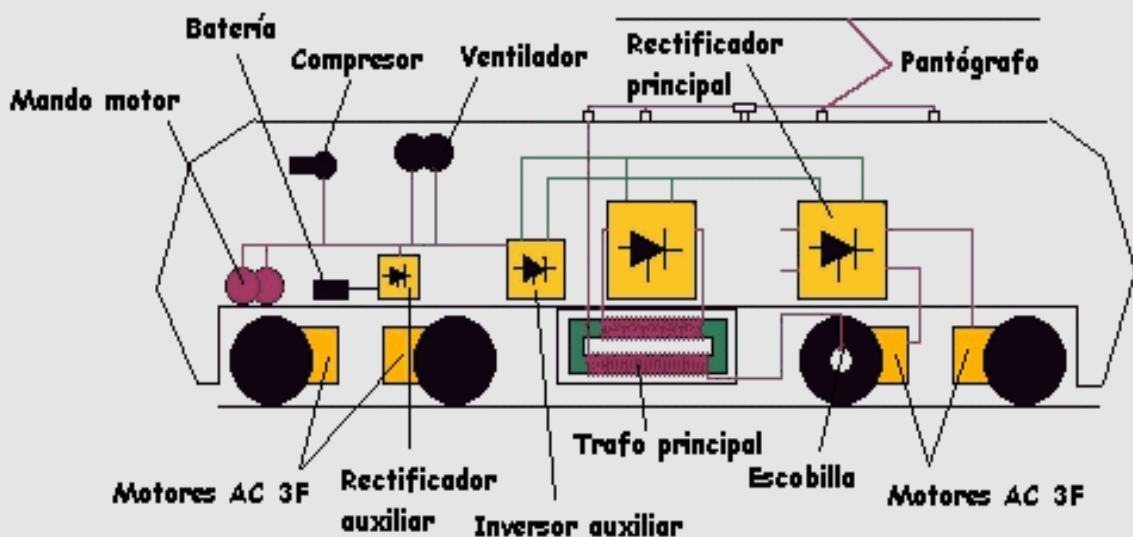 Batería
Compresor
Ventilador
Rectificador
principal
Pantógrafo
Mando motor
Trafo principal
Escobilla
Motores AC 3F
Rectificador
auxiliar
Inversor auxiliar
Motores AC 3F